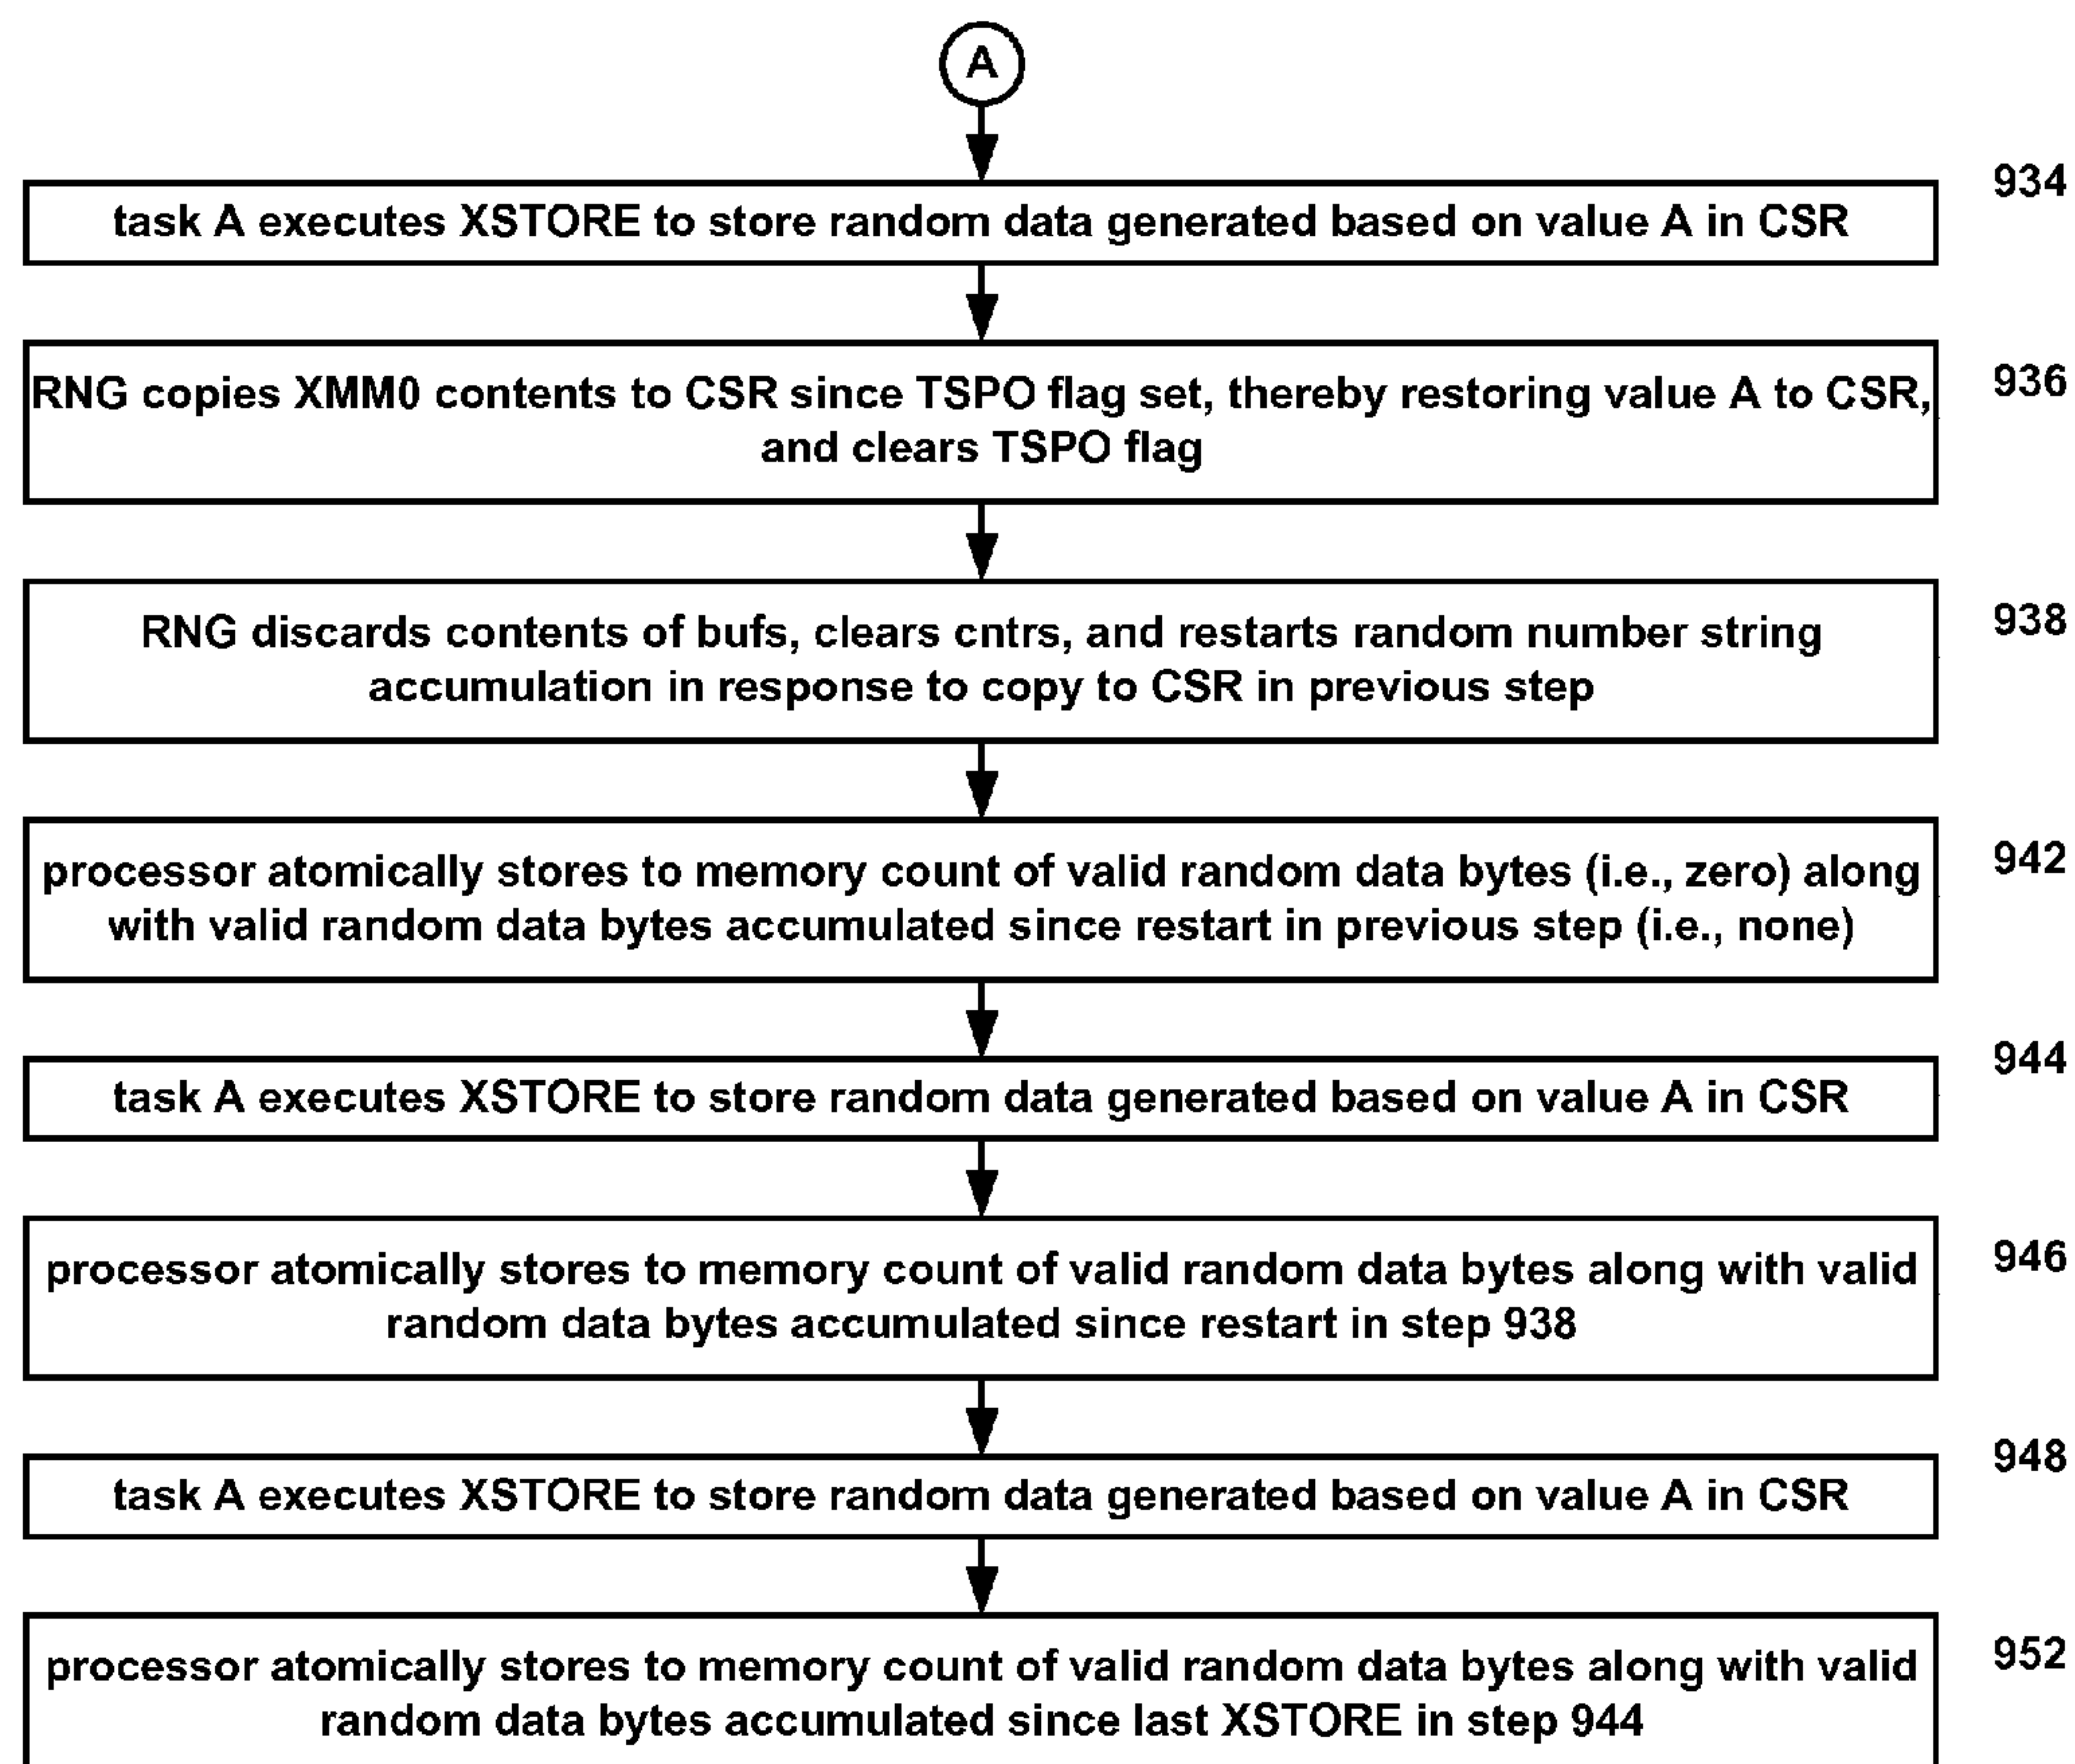 A
934
task A executes XSTORE to store random data generated based on value A in CSR
936
RNG copies XMM0 contents to CSR since TSPO flag set, thereby restoring value A to CSR,
and clears TSPO flag
938
RNG discards contents of bufs, clears cntrs, and restarts random number string
accumulation in response to copy to CSR in previous step
942
processor atomically stores to memory count of valid random data bytes (i.e., zero) along
with valid random data bytes accumulated since restart in previous step (i.e., none)
944
task A executes XSTORE to store random data generated based on value A in CSR
946
processor atomically stores to memory count of valid random data bytes along with valid
random data bytes accumulated since restart in step 938
948
task A executes XSTORE to store random data generated based on value A in CSR
952
processor atomically stores to memory count of valid random data bytes along with valid
random data bytes accumulated since last XSTORE in step 944